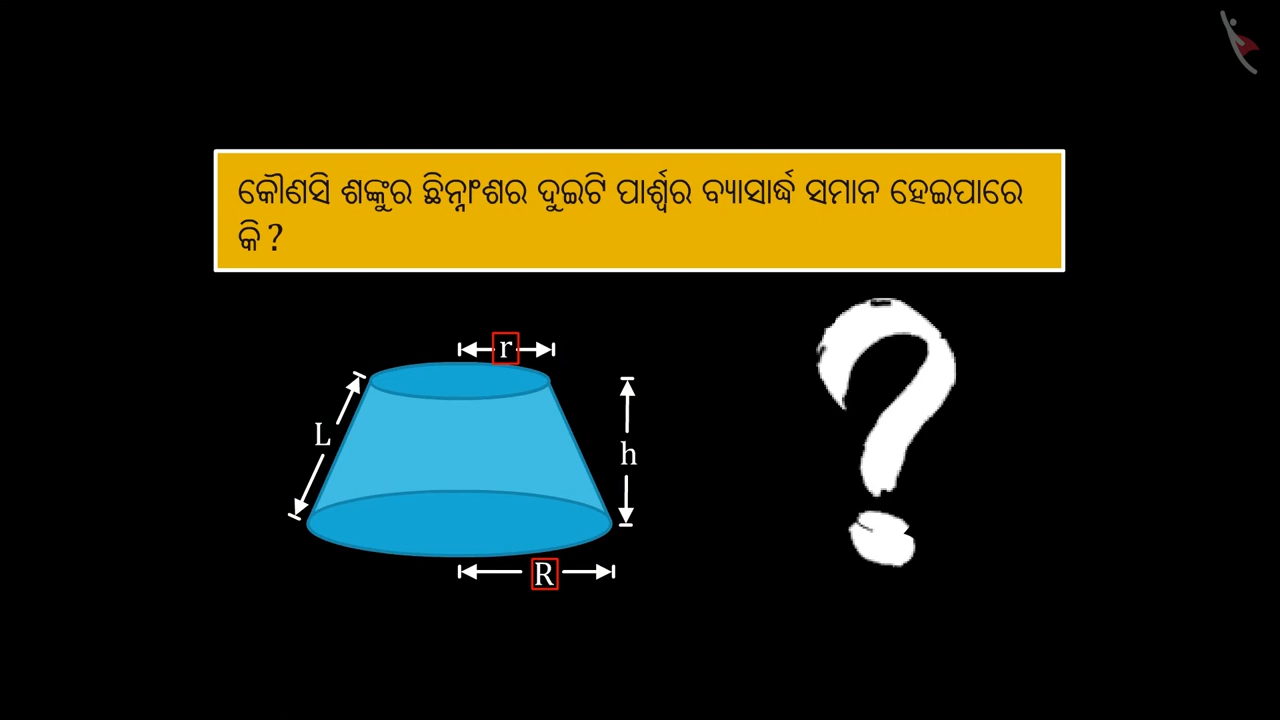 କୌଣସି ଶଙ୍କୁର ଛିନ୍ନାଂଶର ଦୁଇଟି ପାର୍ଶ୍ୱର ବ୍ୟାସାର୍ଦ୍ଧ ସମାନ ହେଇପାରେ
କି ?
r
L
h
R